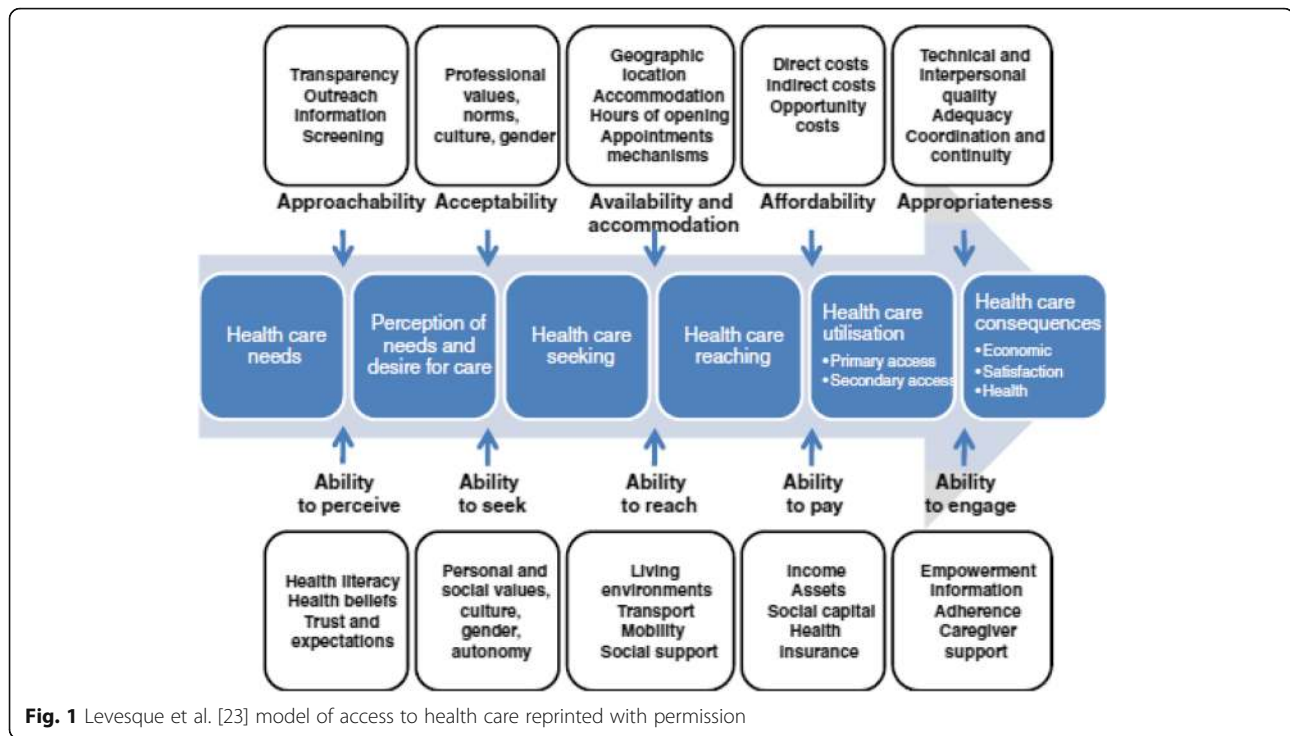 Transparency
Outreach
Information
Screening
Professional
values,
norms,
culture, gender
Geographic
location
Accommodation
Hours of opening
Appointments
mechanisms
Direct costs
Indirect costs
Opportunity
costs
Technical and
interpersonal
quality
Adequacy
Coordination and
continuity
Approachability
Acceptability
Availability and
accommodation
Affordability
Appropriateness
Health care
needs
Perception of
needs and
desire for care
Health care
seeking
Health care
reaching
Health care
utilisation
•Primary access
•Secondary access
Health care
consequences
•Economic
•Satisfaction
•Health
Ability
to perceive
Ability
to seek
Ability
to reach
Ability
to pay
Ability
to engage
Health literacy
Health beliefs
Trust and
expectations
Personal and
social values,
culture,
gender,
autonomy
Living
environments
Transport
Mobility
Social support
Income
Assets
Social capital
Health
insurance
Empowerment
Information
Adherence
Caregiver
support
Fig. 1 Levesque et al. [23] model of access to health care reprinted with permission